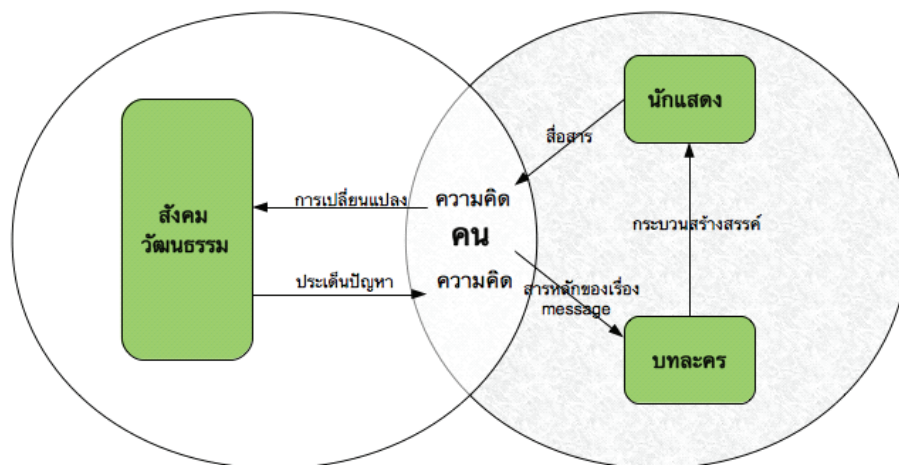 นักแสดง
สื่อสาร
การเปลี่ยนแปลง
ความคิด
สังคม
วัฒนธรรม
คน
กระบวนสร้างสรรค์
ประเด็นปัญหา
ความคิด
สารหลักของเรื่อง
message
บทละคร